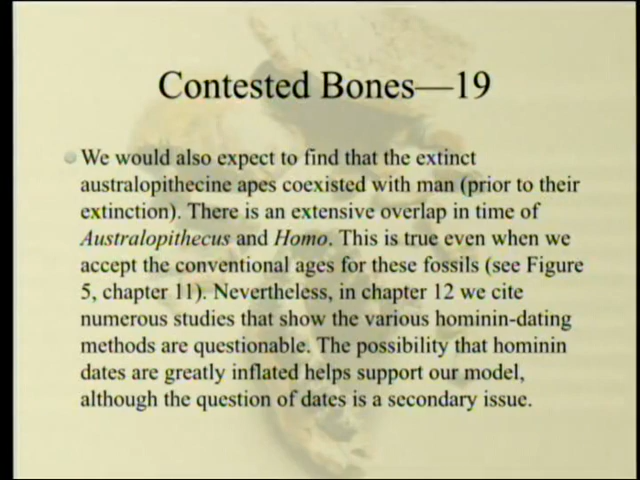 Contested Bones—19
We would also expect to find that the extinct
australopithecine apes coexisted with man (prior to their
extinction). There is an extensive overlap in time of
Australopithecus and Homo. This is true even when we
accept the conventional ages for these fossils (see Figure
5, chapter 11). Nevertheless, in chapter 12 we cite
numerous studies that show the various hominin-dating
methods are questionable. The possibility that hominin
dates are greatly inflated helps support our model,
although the question of dates is a secondary issue.